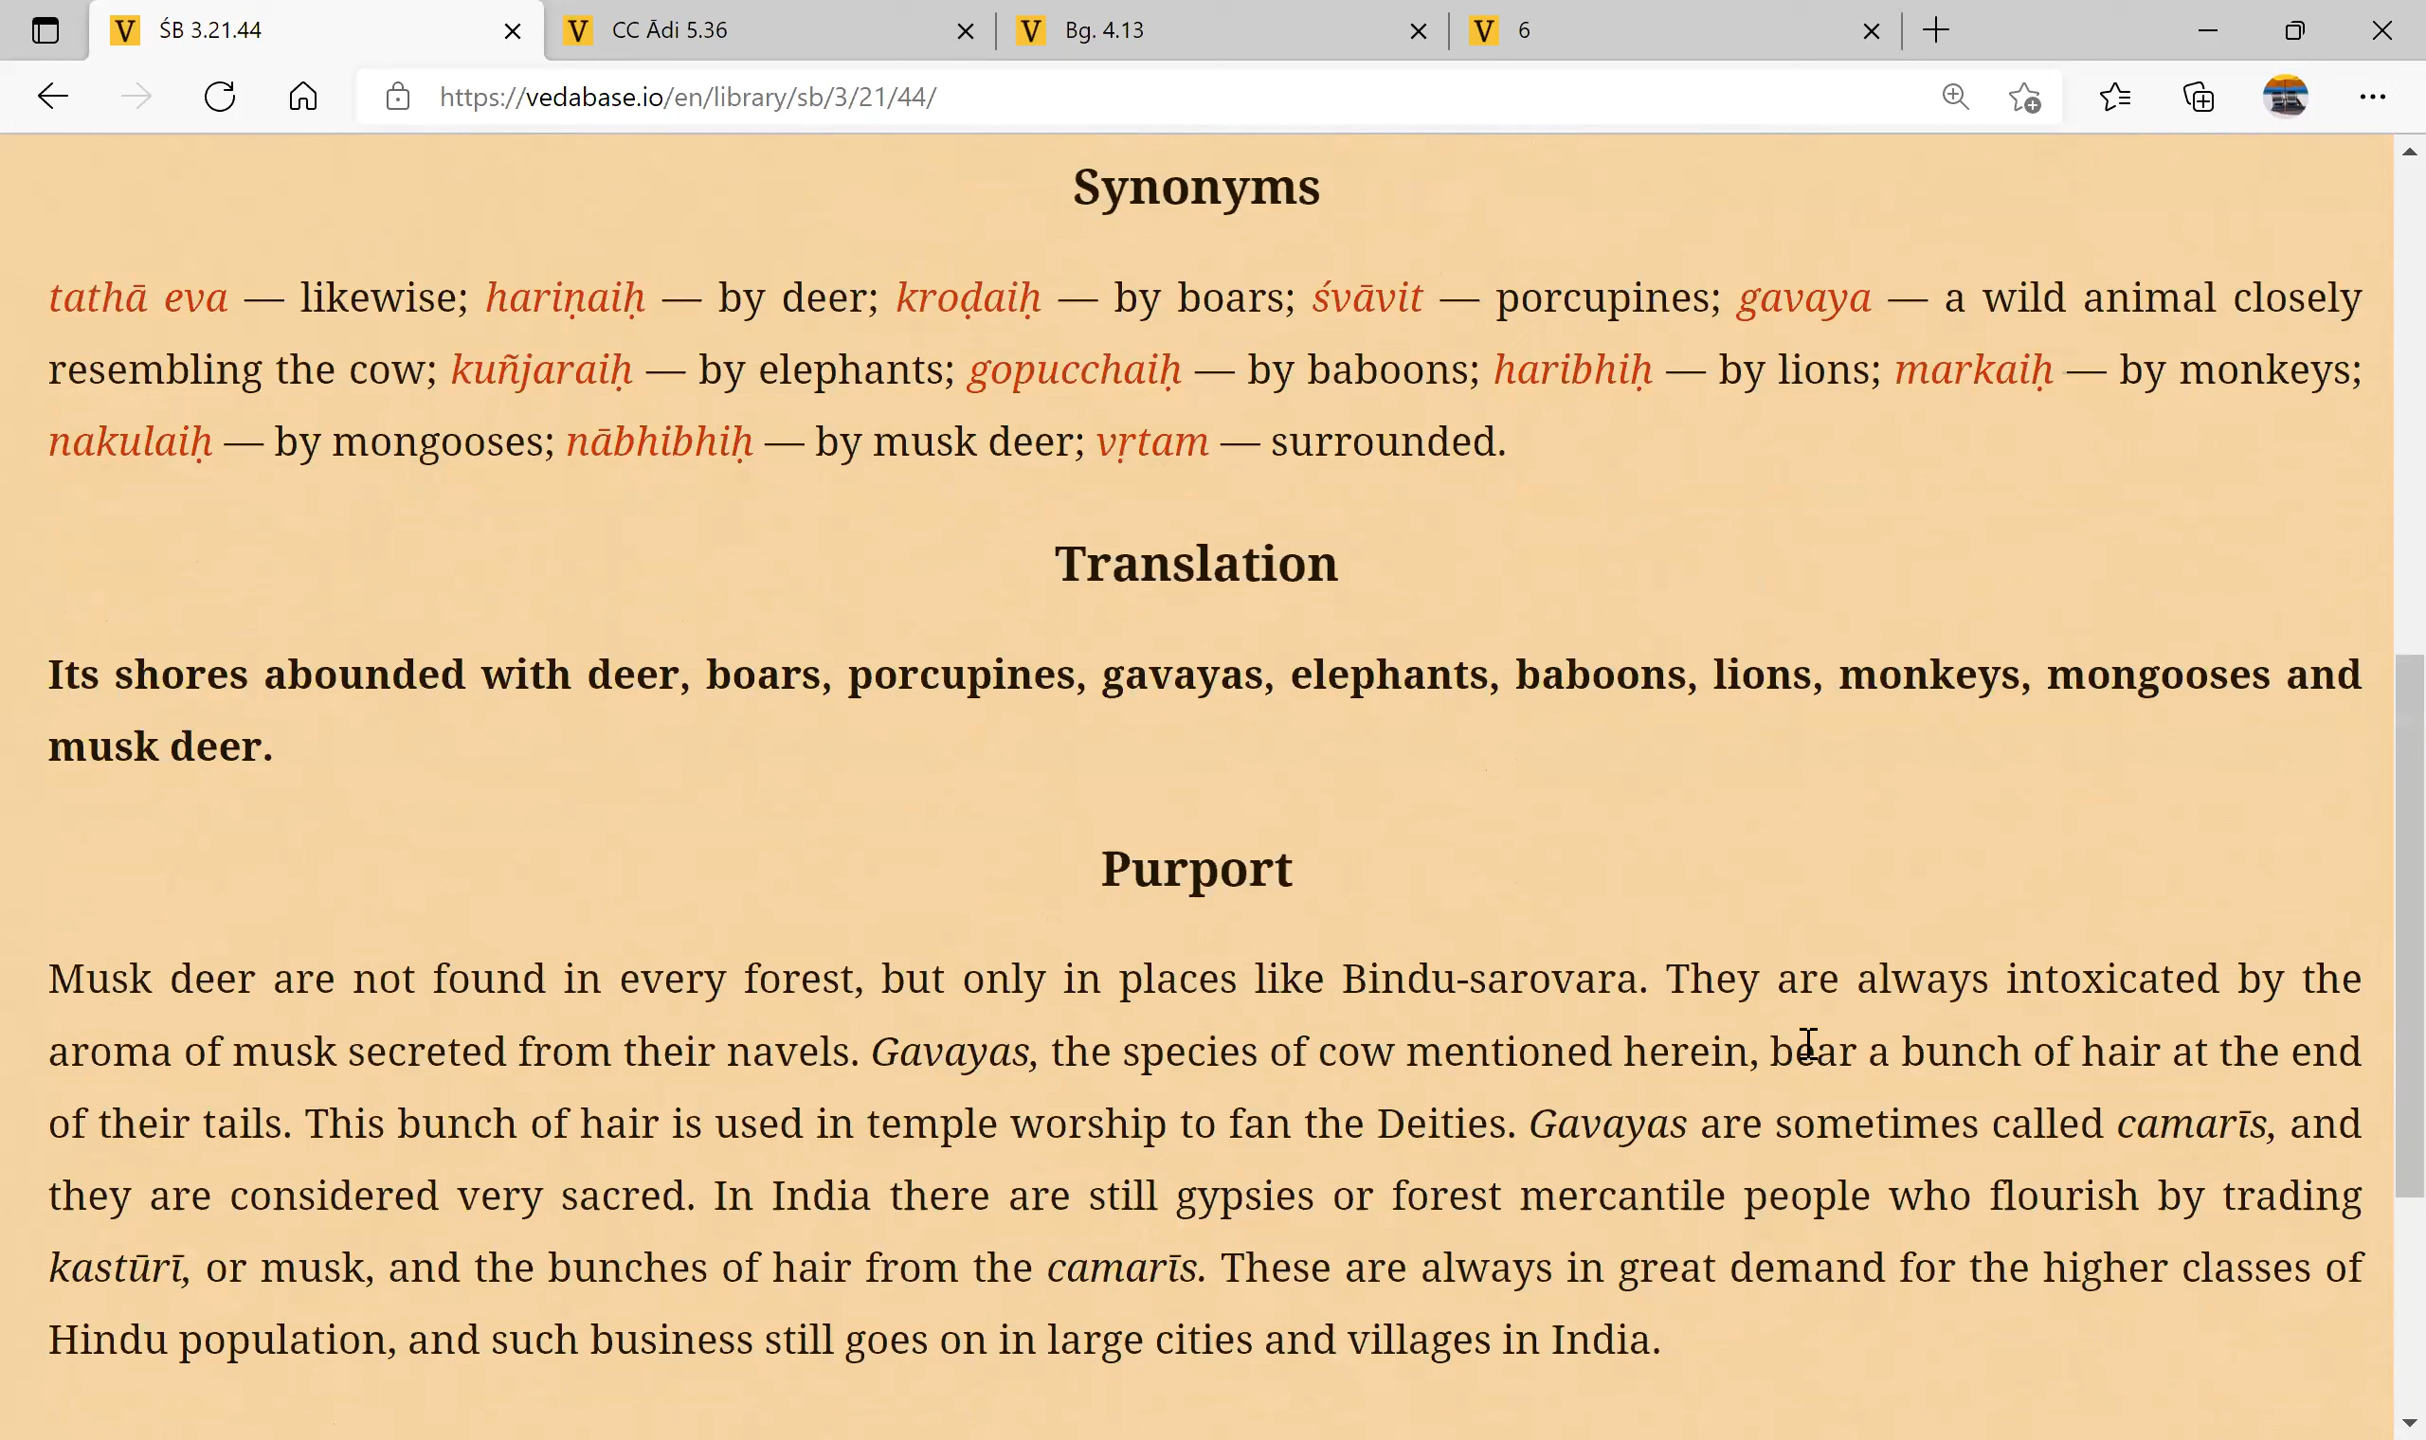 ŚB 3.21.44
CC Ādi 5.36
Bg. 4.13
6
https://vedabase.io/en/library/sb/3/21/44/
Synonyms
tathā eva — likewise; hariṇaiḥ — by deer; kroḍaiḥ — by boars; śvāvit — porcupines; gavaya — a wild animal closely
resembling the cow; kuñjaraiḥ — by elephants; gopucchaiḥ — by baboons; haribhiḥ — by lions; markaiḥ — by monkeys;
nakulaiḥ — by mongooses; nābhibhiḥ — by musk deer; vṛtam — surrounded.
Translation
Its shores abounded with deer, boars, porcupines, gavayas, elephants, baboons, lions, monkeys, mongooses and
musk deer.
Purport
Musk deer are not found in every forest, but only in places like Bindu-sarovara. They are always intoxicated by the
aroma of musk secreted from their navels. Gavayas, the species of cow mentioned herein, bear a bunch of hair at the end
of their tails. This bunch of hair is used in temple worship to fan the Deities. Gavayas are sometimes called camarīs, and
they are considered very sacred. In India there are still gypsies or forest mercantile people who flourish by trading
kastūrī, or musk, and the bunches of hair from the camarīs. These are always in great demand for the higher classes of
Hindu population, and such business still goes on in large cities and villages in India.